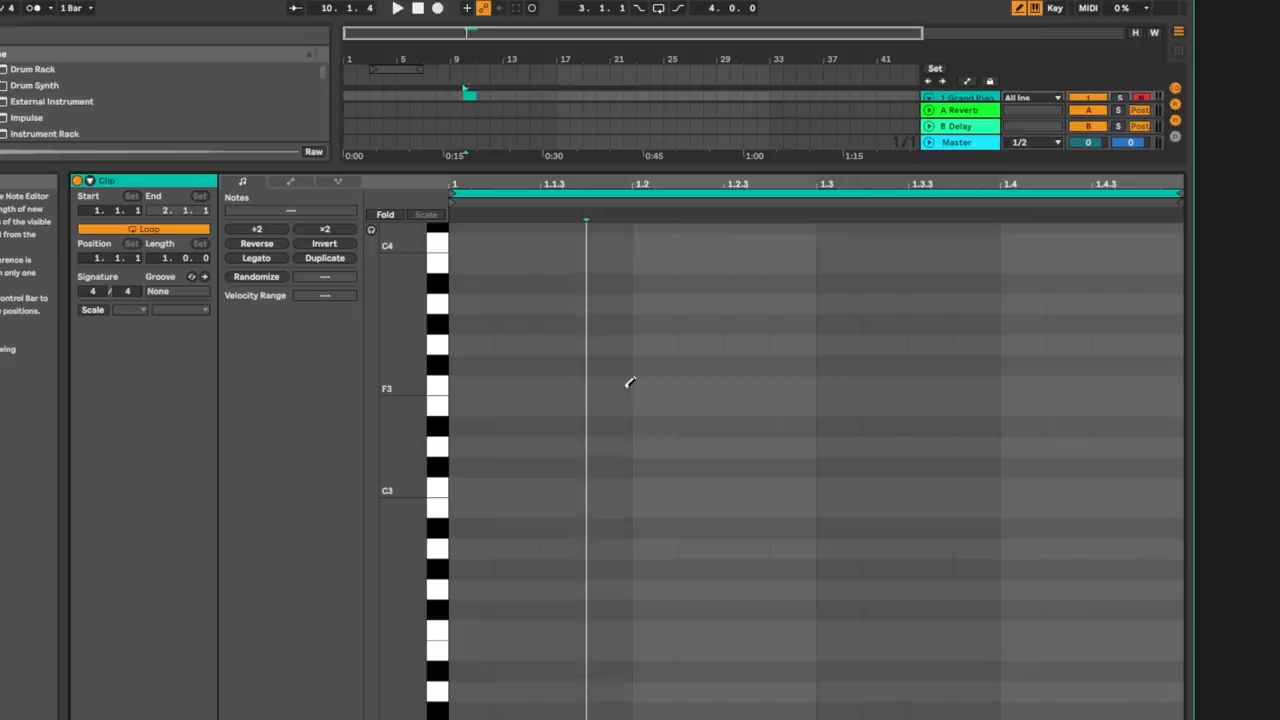 / 4 1 Bar 10. 1. 4 3. 1. 1 4. 0. 0 Key MIDI 0 %
H W
Drum Rack
Drum Synth
External Instrument
Impulse
Instrument Rack
Raw
1 5 9 13 17 21 25 29 33 37 41
Set
1 Grand Piano All Ins 1 S
A Reverb A S Post
B Delay B S Post
1/1
Master 1/2 0 0
0:00 0:15 0:30 0:45 1:00 1:15
e Note Editor
ngth of new
s of the visible
d from the
erence is
n only one
ontrol Bar to
e positions.
wing
Clip
Start Set End Set
1. 1. 1 2. 1. 1
Loop
Position Set Length Set
1. 1. 1 1. 0. 0
Signature Groove
4 / 4 None
Scale
Notes
÷2 ×2
Reverse Invert
Legato Duplicate
Randomize
Velocity Range
Fold Scale
1 1.1.3 1.2 1.2.3 1.3 1.3.3 1.4 1.4.3
C4
F3
C3